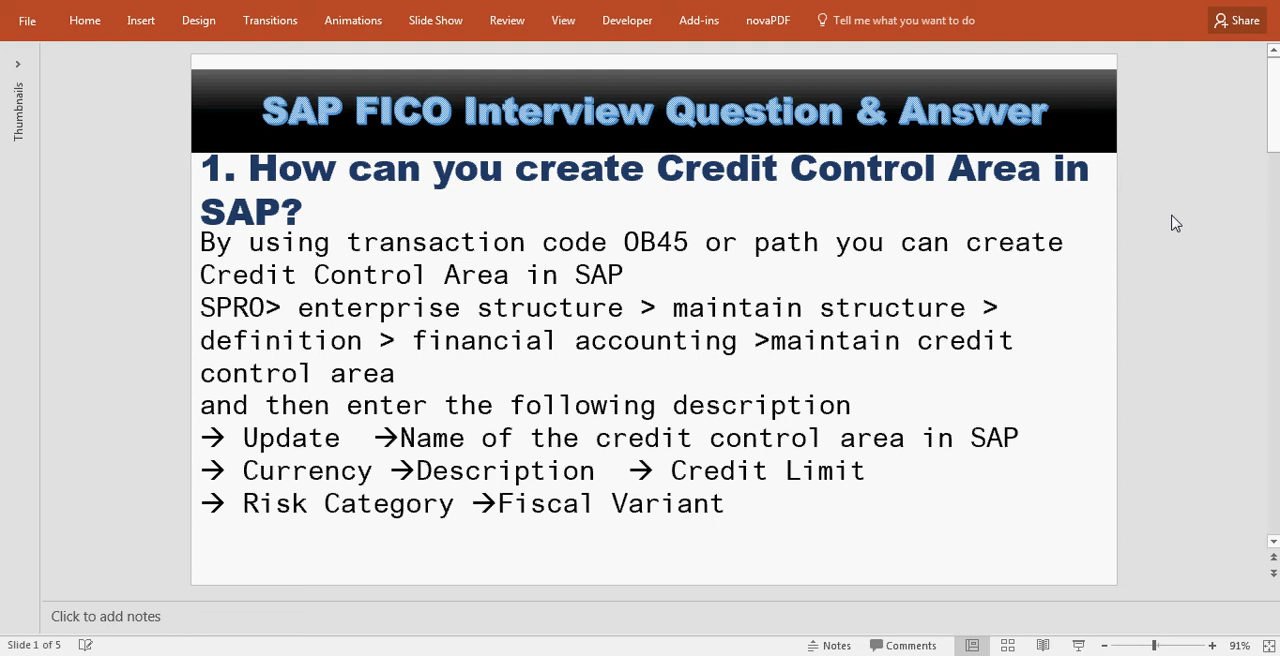 File Home Insert Design Transitions Animations Slide Show Review View Developer Add-ins novaPDF Tell me what you want to do Share
Thumbnails
SAP FICO Interview Question & Answer
1. How can you create Credit Control Area in
SAP?
By using transaction code OB45 or path you can create
Credit Control Area in SAP
SPRO> enterprise structure > maintain structure >
definition > financial accounting >maintain credit
control area
and then enter the following description
→ Update →Name of the credit control area in SAP
→ Currency →Description → Credit Limit
→ Risk Category →Fiscal Variant
Click to add notes
Slide 1 of 5 Notes Comments 91%